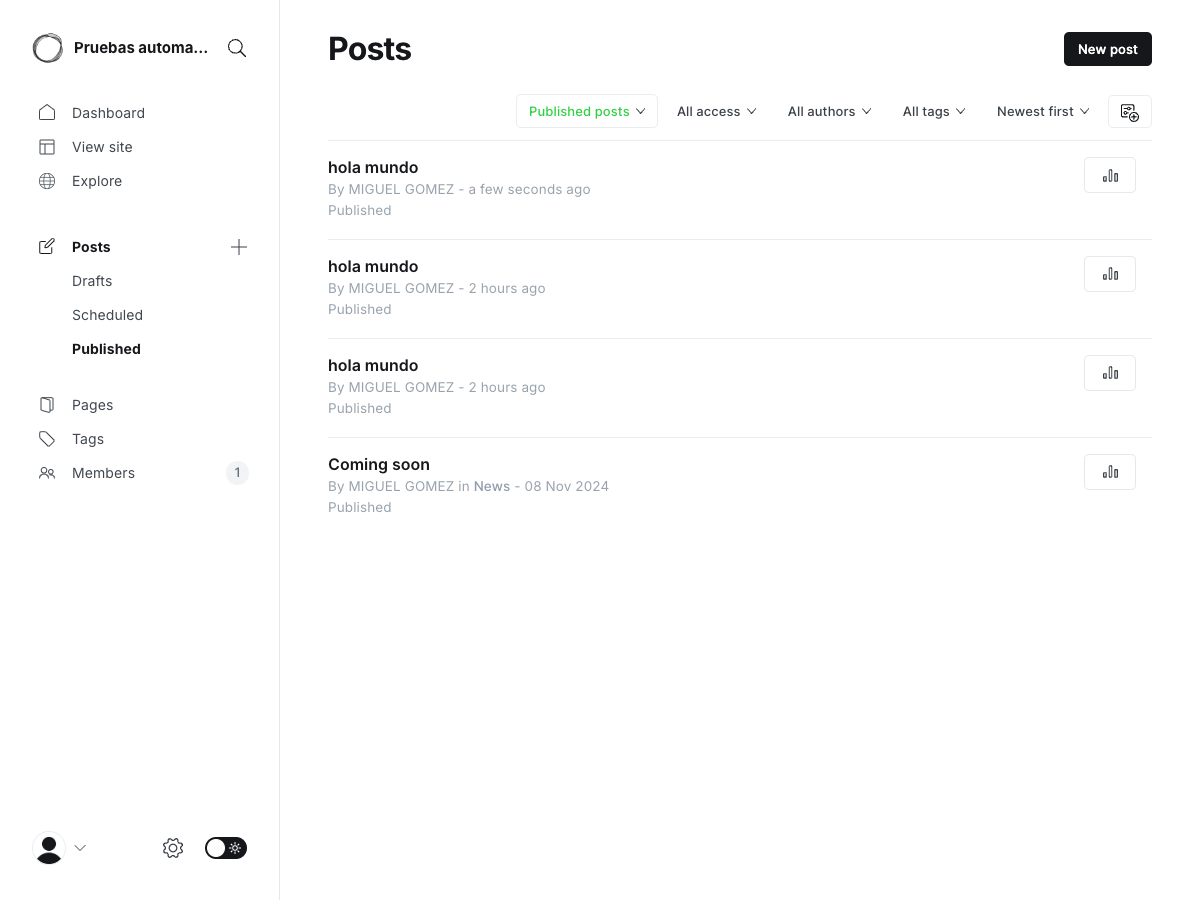 Pruebas automa...
Dashboard
View site
Explore
Posts
Drafts
Scheduled
Published
Pages
Tags
Members 1
Posts
New post
Published posts All access All authors All tags Newest first
hola mundo
By MIGUEL GOMEZ - a few seconds ago
Published
hola mundo
By MIGUEL GOMEZ - 2 hours ago
Published
hola mundo
By MIGUEL GOMEZ - 2 hours ago
Published
Coming soon
By MIGUEL GOMEZ in News - 08 Nov 2024
Published